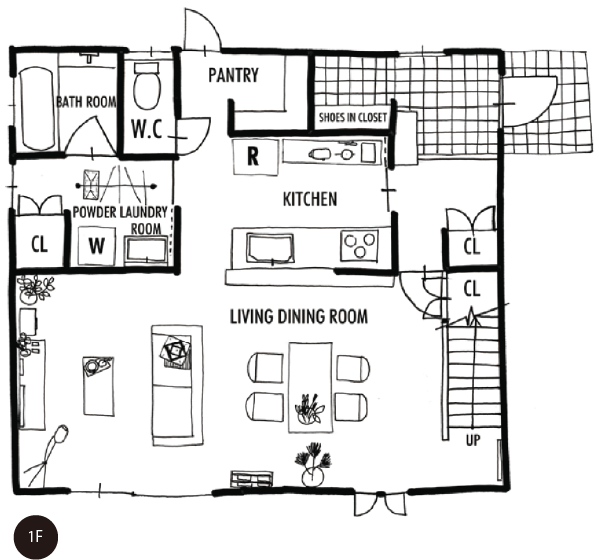 PANTRY
BATH ROOM
W.C
SHOES IN CLOSET
R
KITCHEN
POWDER LAUNDRY
ROOM
CL
W
CL
CL
LIVING DINING ROOM
UP
1F